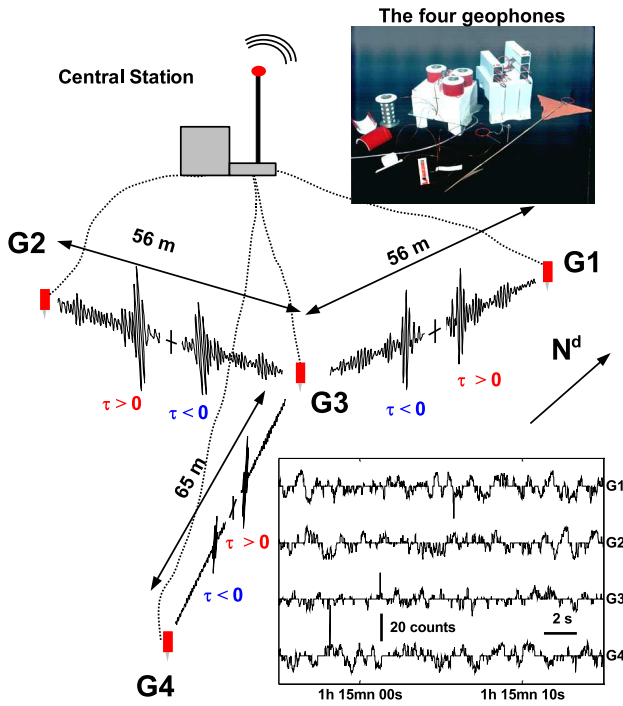 The four geophones
Central Station
G2
56 m
56 m
G1
N^d
τ > 0
τ < 0
G3
τ < 0
τ > 0
65 m
τ > 0
τ < 0
G4
G1
G2
G3
20 counts
2 s
G4
1h 15mn 00s
1h 15mn 10s